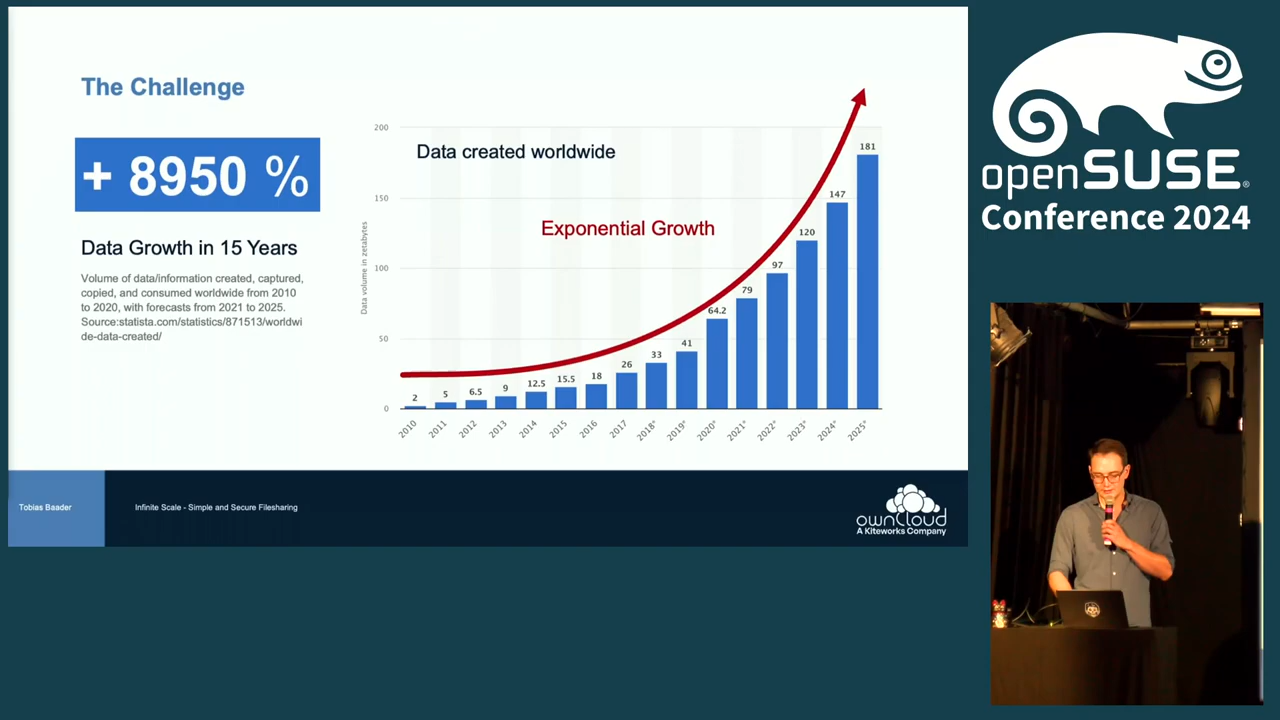 The Challenge
+ 8950 %
Data Growth in 15 Years
Volume of data/information created, captured,
copied, and consumed worldwide from 2010
to 2020, with forecasts from 2021 to 2025.
Source:statista.com/statistics/871513/worldwi
de-data-created/
Data created worldwide
Exponential Growth
Data volume in zetabytes
200
150
100
50
0
2
5
6.5
9
12.5
15.5
18
26
33
41
64.2
79
97
120
147
181
2010
2011
2012
2013
2014
2015
2016
2017
2018*
2019*
2020*
2021*
2022*
2023*
2024*
2025*
Tobias Baader
Infinite Scale - Simple and Secure Filesharing
ownCloud
A Kiteworks Company
openSUSE®
Conference 2024